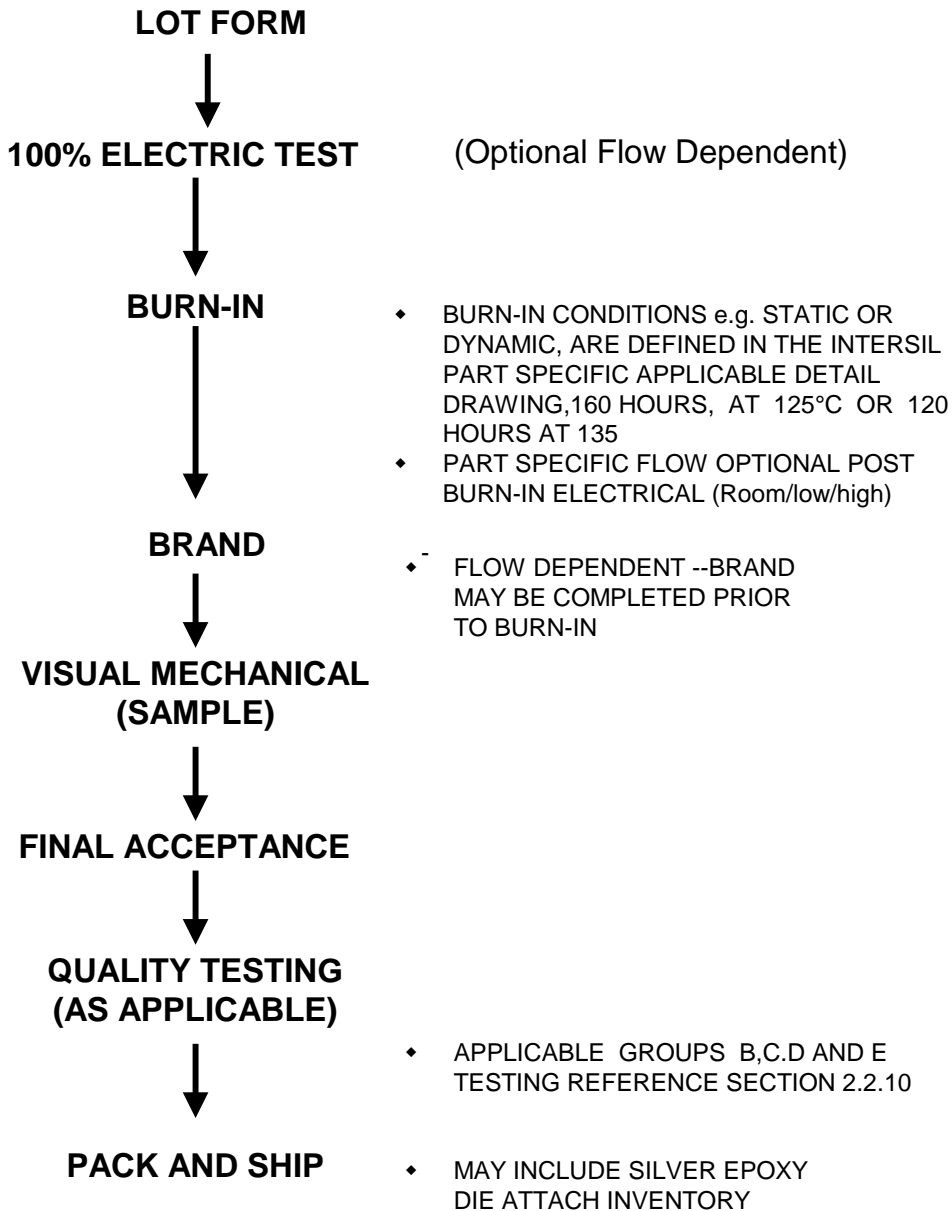 LOT FORM
100% ELECTRIC TEST (Optional Flow Dependent)
BURN-IN
◆ BURN-IN CONDITIONS e.g. STATIC OR
DYNAMIC, ARE DEFINED IN THE INTERSIL
PART SPECIFIC APPLICABLE DETAIL
DRAWING,160 HOURS, AT 125°C OR 120
HOURS AT 135
◆ PART SPECIFIC FLOW OPTIONAL POST
BURN-IN ELECTRICAL (Room/low/high)
BRAND
◆ - FLOW DEPENDENT --BRAND
MAY BE COMPLETED PRIOR
TO BURN-IN
VISUAL MECHANICAL
(SAMPLE)
FINAL ACCEPTANCE
QUALITY TESTING
(AS APPLICABLE)
◆ APPLICABLE GROUPS B,C.D AND E
TESTING REFERENCE SECTION 2.2.10
PACK AND SHIP
◆ MAY INCLUDE SILVER EPOXY
DIE ATTACH INVENTORY